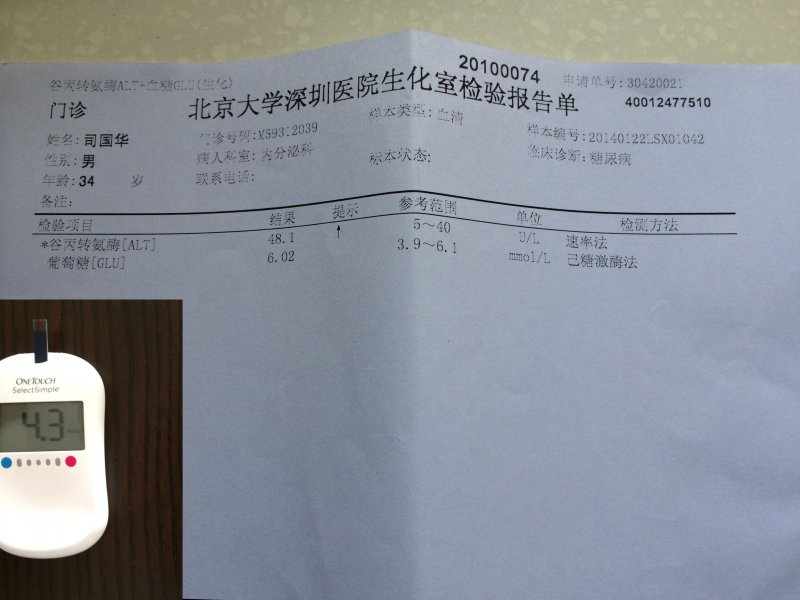 20100074
谷丙转氨酶ALT+血糖GLU(生化)
申请单号:30420021
门诊
北京大学深圳医院生化室检验报告单
40012477510
姓名:司国华
门诊号码:M59312039
样本类型:血清
样本编号:20140122LSX01042
性别:男
病人科室:内分泌科
标本状态:
临床诊断:糖尿病
年龄:34 岁
联系电话:
备注:
检验项目 结果 提示 参考范围 单位 检测方法
*谷丙转氨酶[ALT] 48.1 ↑ 5～40 U/L 速率法
葡萄糖[GLU] 6.02 3.9～6.1 mmol/L 己糖激酶法
ONETOUCH
SelectSimple
4.3